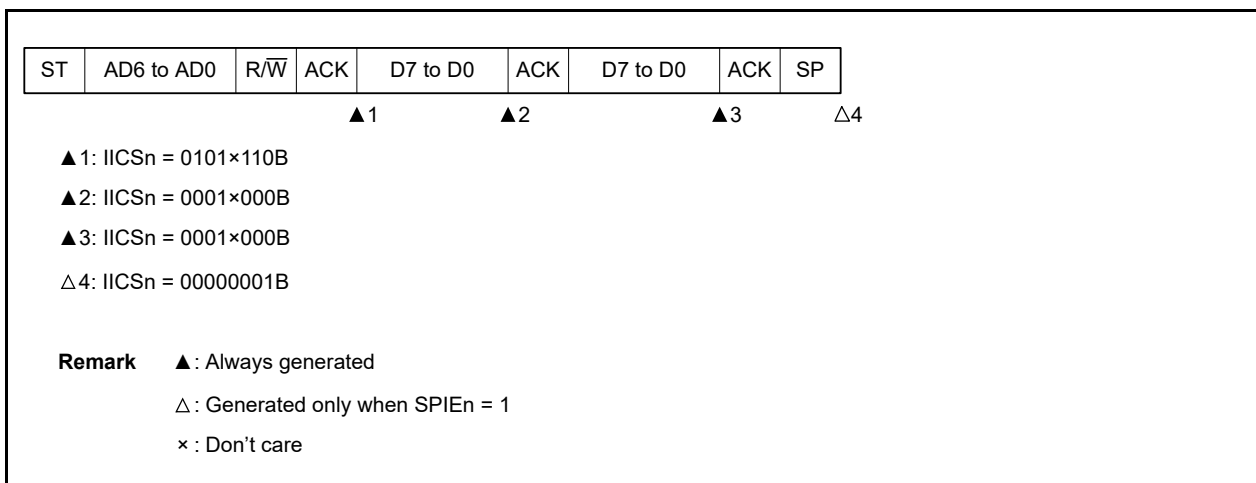 ST AD6 to AD0 R/W̅ ACK D7 to D0 ACK D7 to D0 ACK SP
▲1 ▲2 ▲3 △4
▲1: IICSn = 0101×110B
▲2: IICSn = 0001×000B
▲3: IICSn = 0001×000B
△4: IICSn = 00000001B
Remark ▲: Always generated
△: Generated only when SPIEn = 1
×: Don’t care